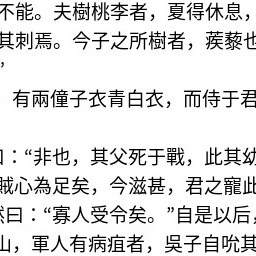 不能。夫樹桃李者，夏得休息，
其刺焉。今子之所樹者，蒺藜也
”
有兩僮子衣青白衣，而侍于君
曰：“非也，其父死于戰，此其幼
賊心為足矣，今滋甚，君之寵此
然曰：“寡人受令矣。”自是以后，
山，軍人有病疽者，吳子自吮其